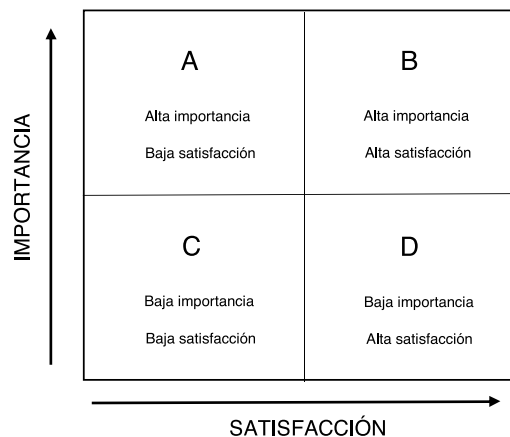 IMPORTANCIA
A
Alta importancia
Baja satisfacción
B
Alta importancia
Alta satisfacción
C
Baja importancia
Baja satisfacción
D
Baja importancia
Alta satisfacción
SATISFACCIÓN